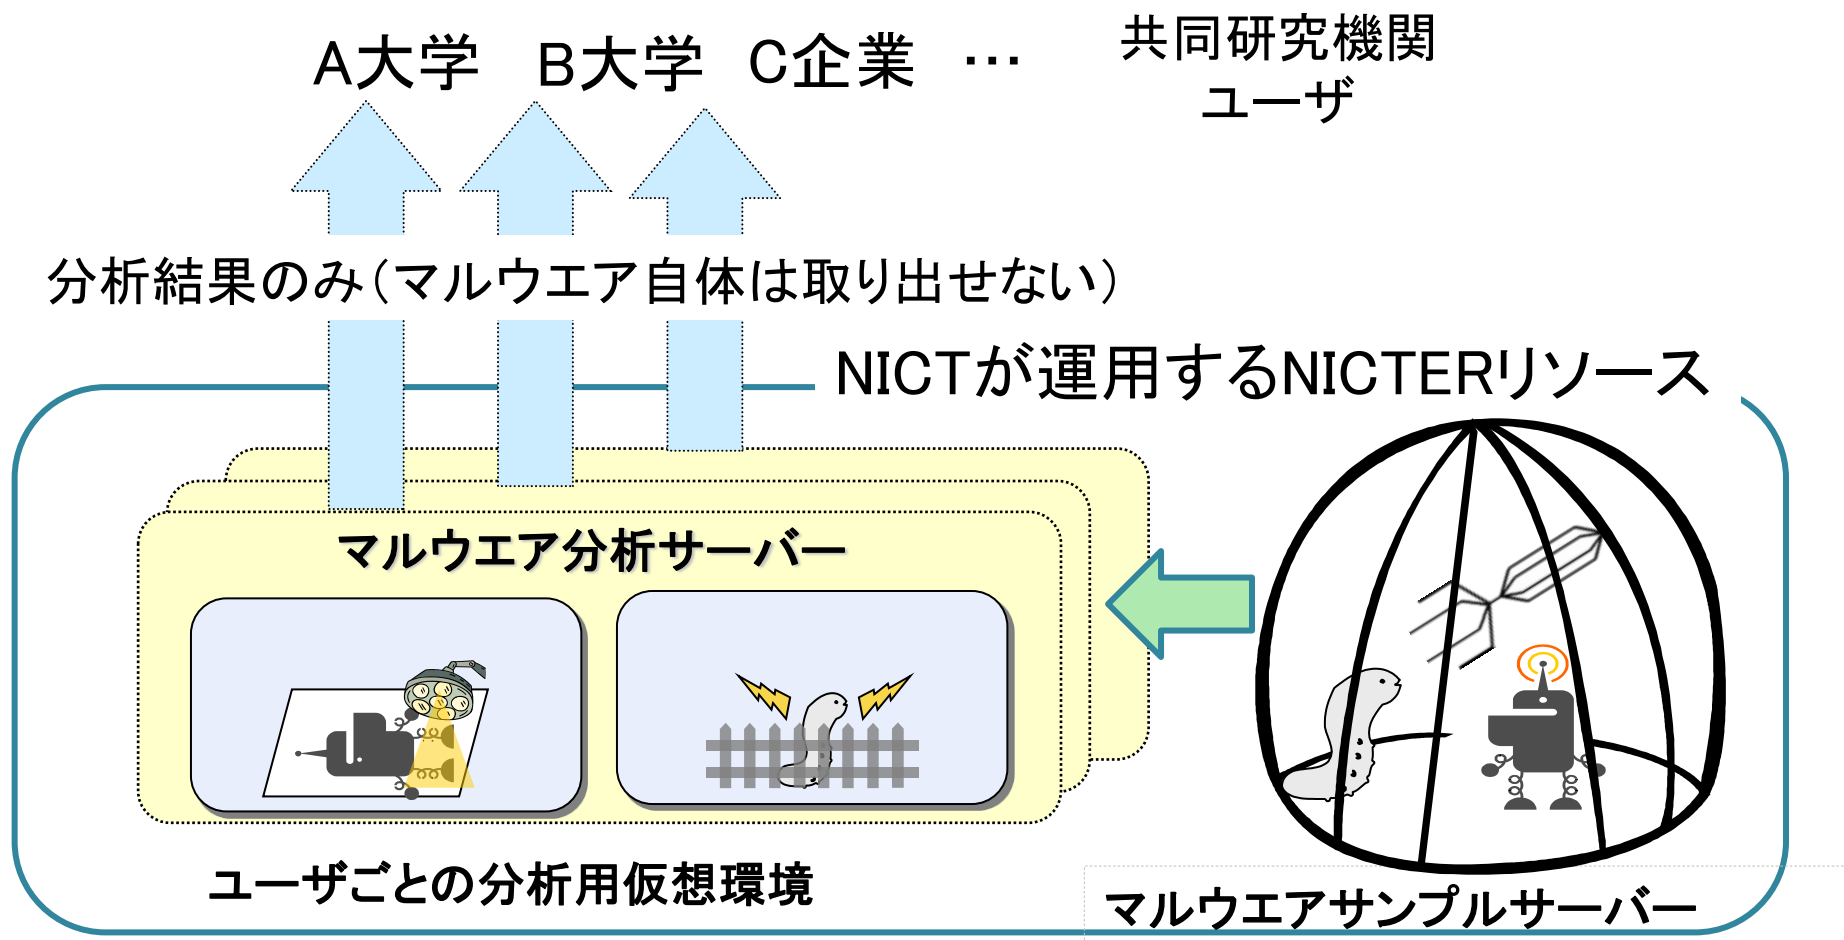 A大学 B大学 C企業 …
共同研究機関
ユーザ
分析結果のみ（マルウエア自体は取り出せない）
NICTが運用するNICTERリソース
マルウエア分析サーバー
ユーザごとの分析用仮想環境
マルウエアサンプルサーバー